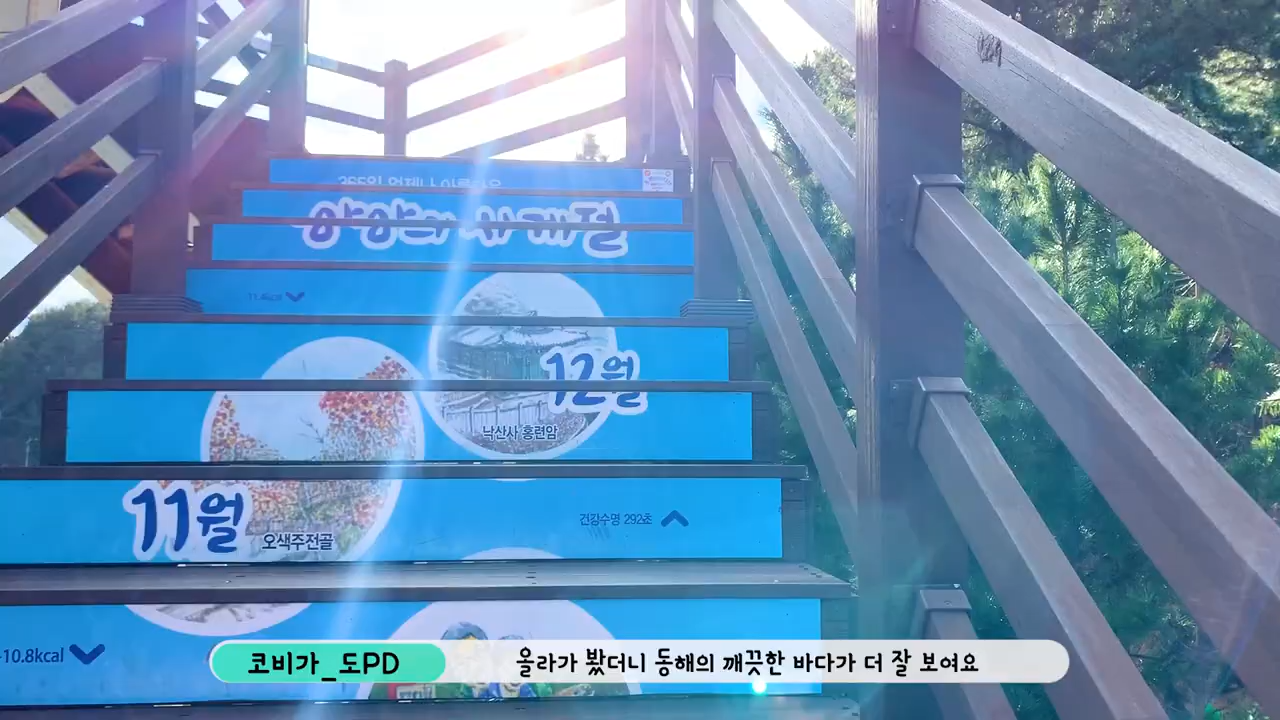 365일 언제나 아름다운
양양의 사계절
11.4kcal
12월
낙산사 홍련암
11월
오색주전골
건강수명 292초
-10.8kcal
코비가_도PD
올라가 봤더니 동해의 깨끗한 바다가 더 잘 보여요